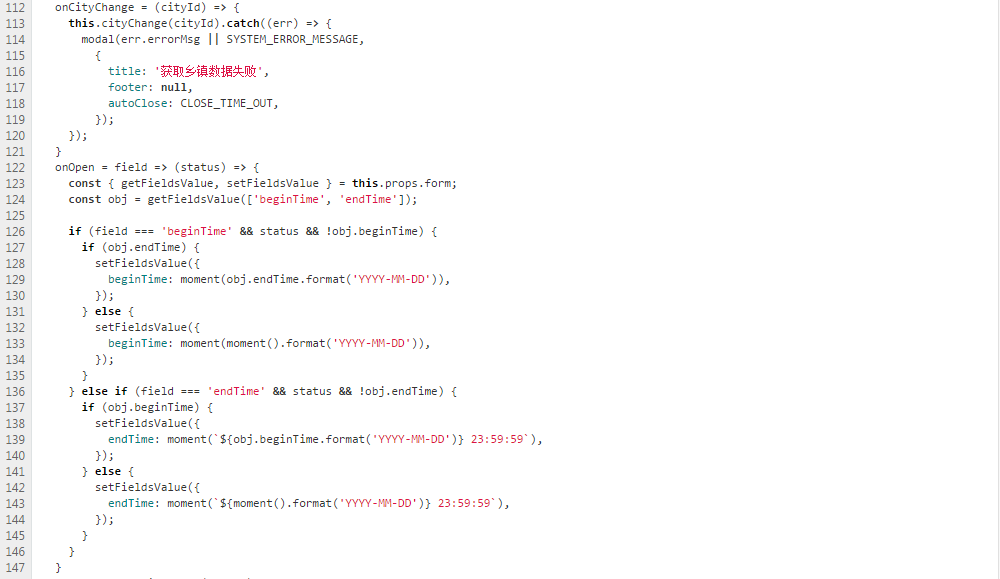 112 onCityChange = (cityId) => {
113 this.cityChange(cityId).catch((err) => {
114 modal(err.errorMsg || SYSTEM_ERROR_MESSAGE,
115 {
116 title: '获取乡镇数据失败',
117 footer: null,
118 autoClose: CLOSE_TIME_OUT,
119 });
120 });
121 }
122 onOpen = field => (status) => {
123 const { getFieldsValue, setFieldsValue } = this.props.form;
124 const obj = getFieldsValue(['beginTime', 'endTime']);
125
126 if (field === 'beginTime' && status && !obj.beginTime) {
127 if (obj.endTime) {
128 setFieldsValue({
129 beginTime: moment(obj.endTime.format('YYYY-MM-DD')),
130 });
131 } else {
132 setFieldsValue({
133 beginTime: moment(moment().format('YYYY-MM-DD')),
134 });
135 }
136 } else if (field === 'endTime' && status && !obj.endTime) {
137 if (obj.beginTime) {
138 setFieldsValue({
139 endTime: moment(`${obj.beginTime.format('YYYY-MM-DD')} 23:59:59`),
140 });
141 } else {
142 setFieldsValue({
143 endTime: moment(`${moment().format('YYYY-MM-DD')} 23:59:59`),
144 });
145 }
146 }
147 }